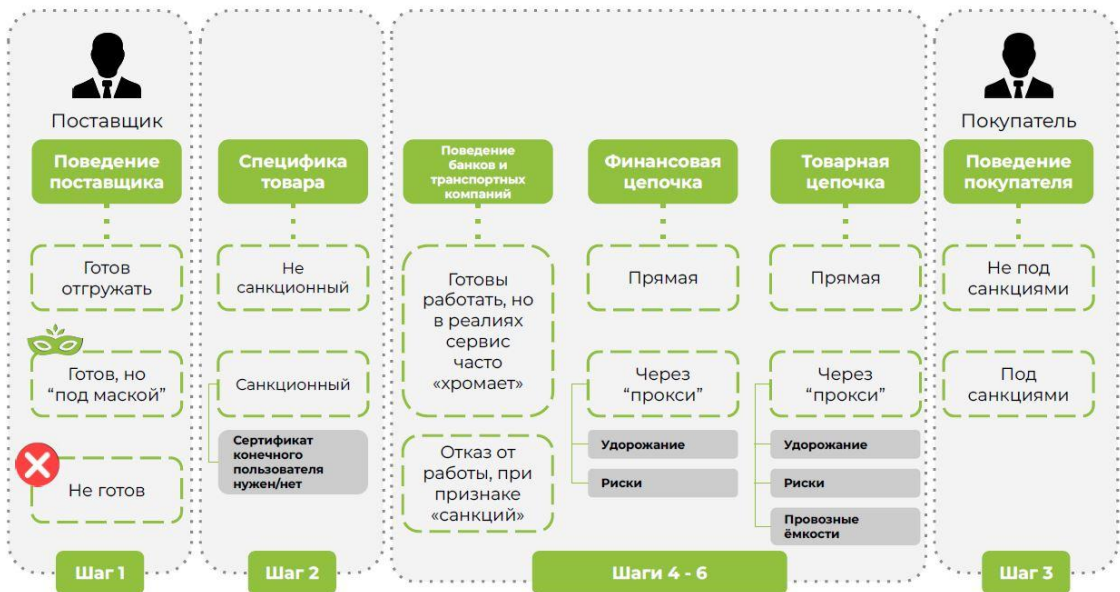 Поставщик
Поведение
поставщика
Готов
отгружать
Готов, но
“под маской”
Не готов
Шаг 1
Специфика
товара
Не
санкционный
Санкционный
Сертификат
конечного
пользователя
нужен/нет
Шаг 2
Поведение
банков и
транспортных
компаний
Готовы
работать, но
в реалиях
сервис
часто
«хромает»
Отказ от
работы, при
признаке
«санкций»
Финансовая
цепочка
Прямая
Через
“прокси”
Удорожание
Риски
Товарная
цепочка
Прямая
Через
“прокси”
Удорожание
Риски
Провозные
ёмкости
Шаги 4 - 6
Покупатель
Поведение
покупателя
Не под
санкциями
Под
санкциями
Шаг 3